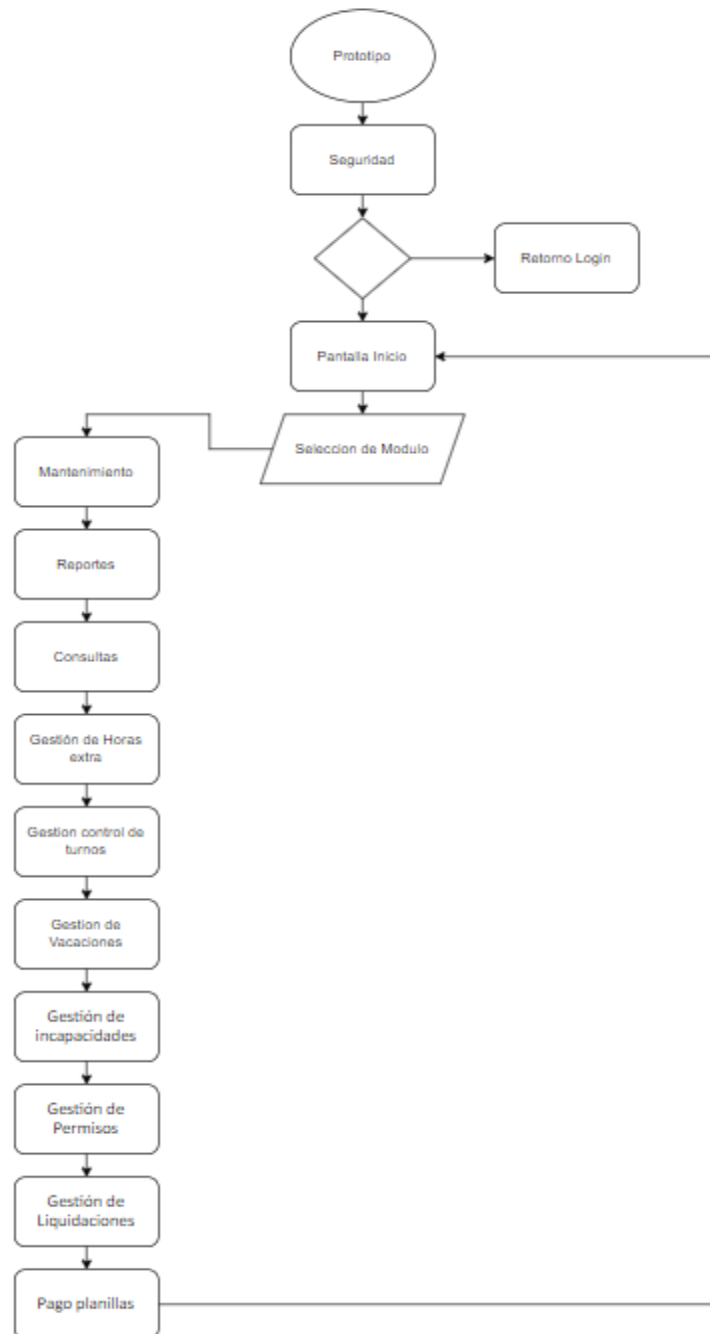 Prototipo
Seguridad
Retorno Login
Pantalla Inicio
Seleccion de Modulo
Mantenimiento
Reportes
Consultas
Gestión de Horas
extra
Gestion control de
turnos
Gestion de
Vacaciones
Gestión de
incapacidades
Gestión de
Permisos
Gestión de
Liquidaciones
Pago planillas